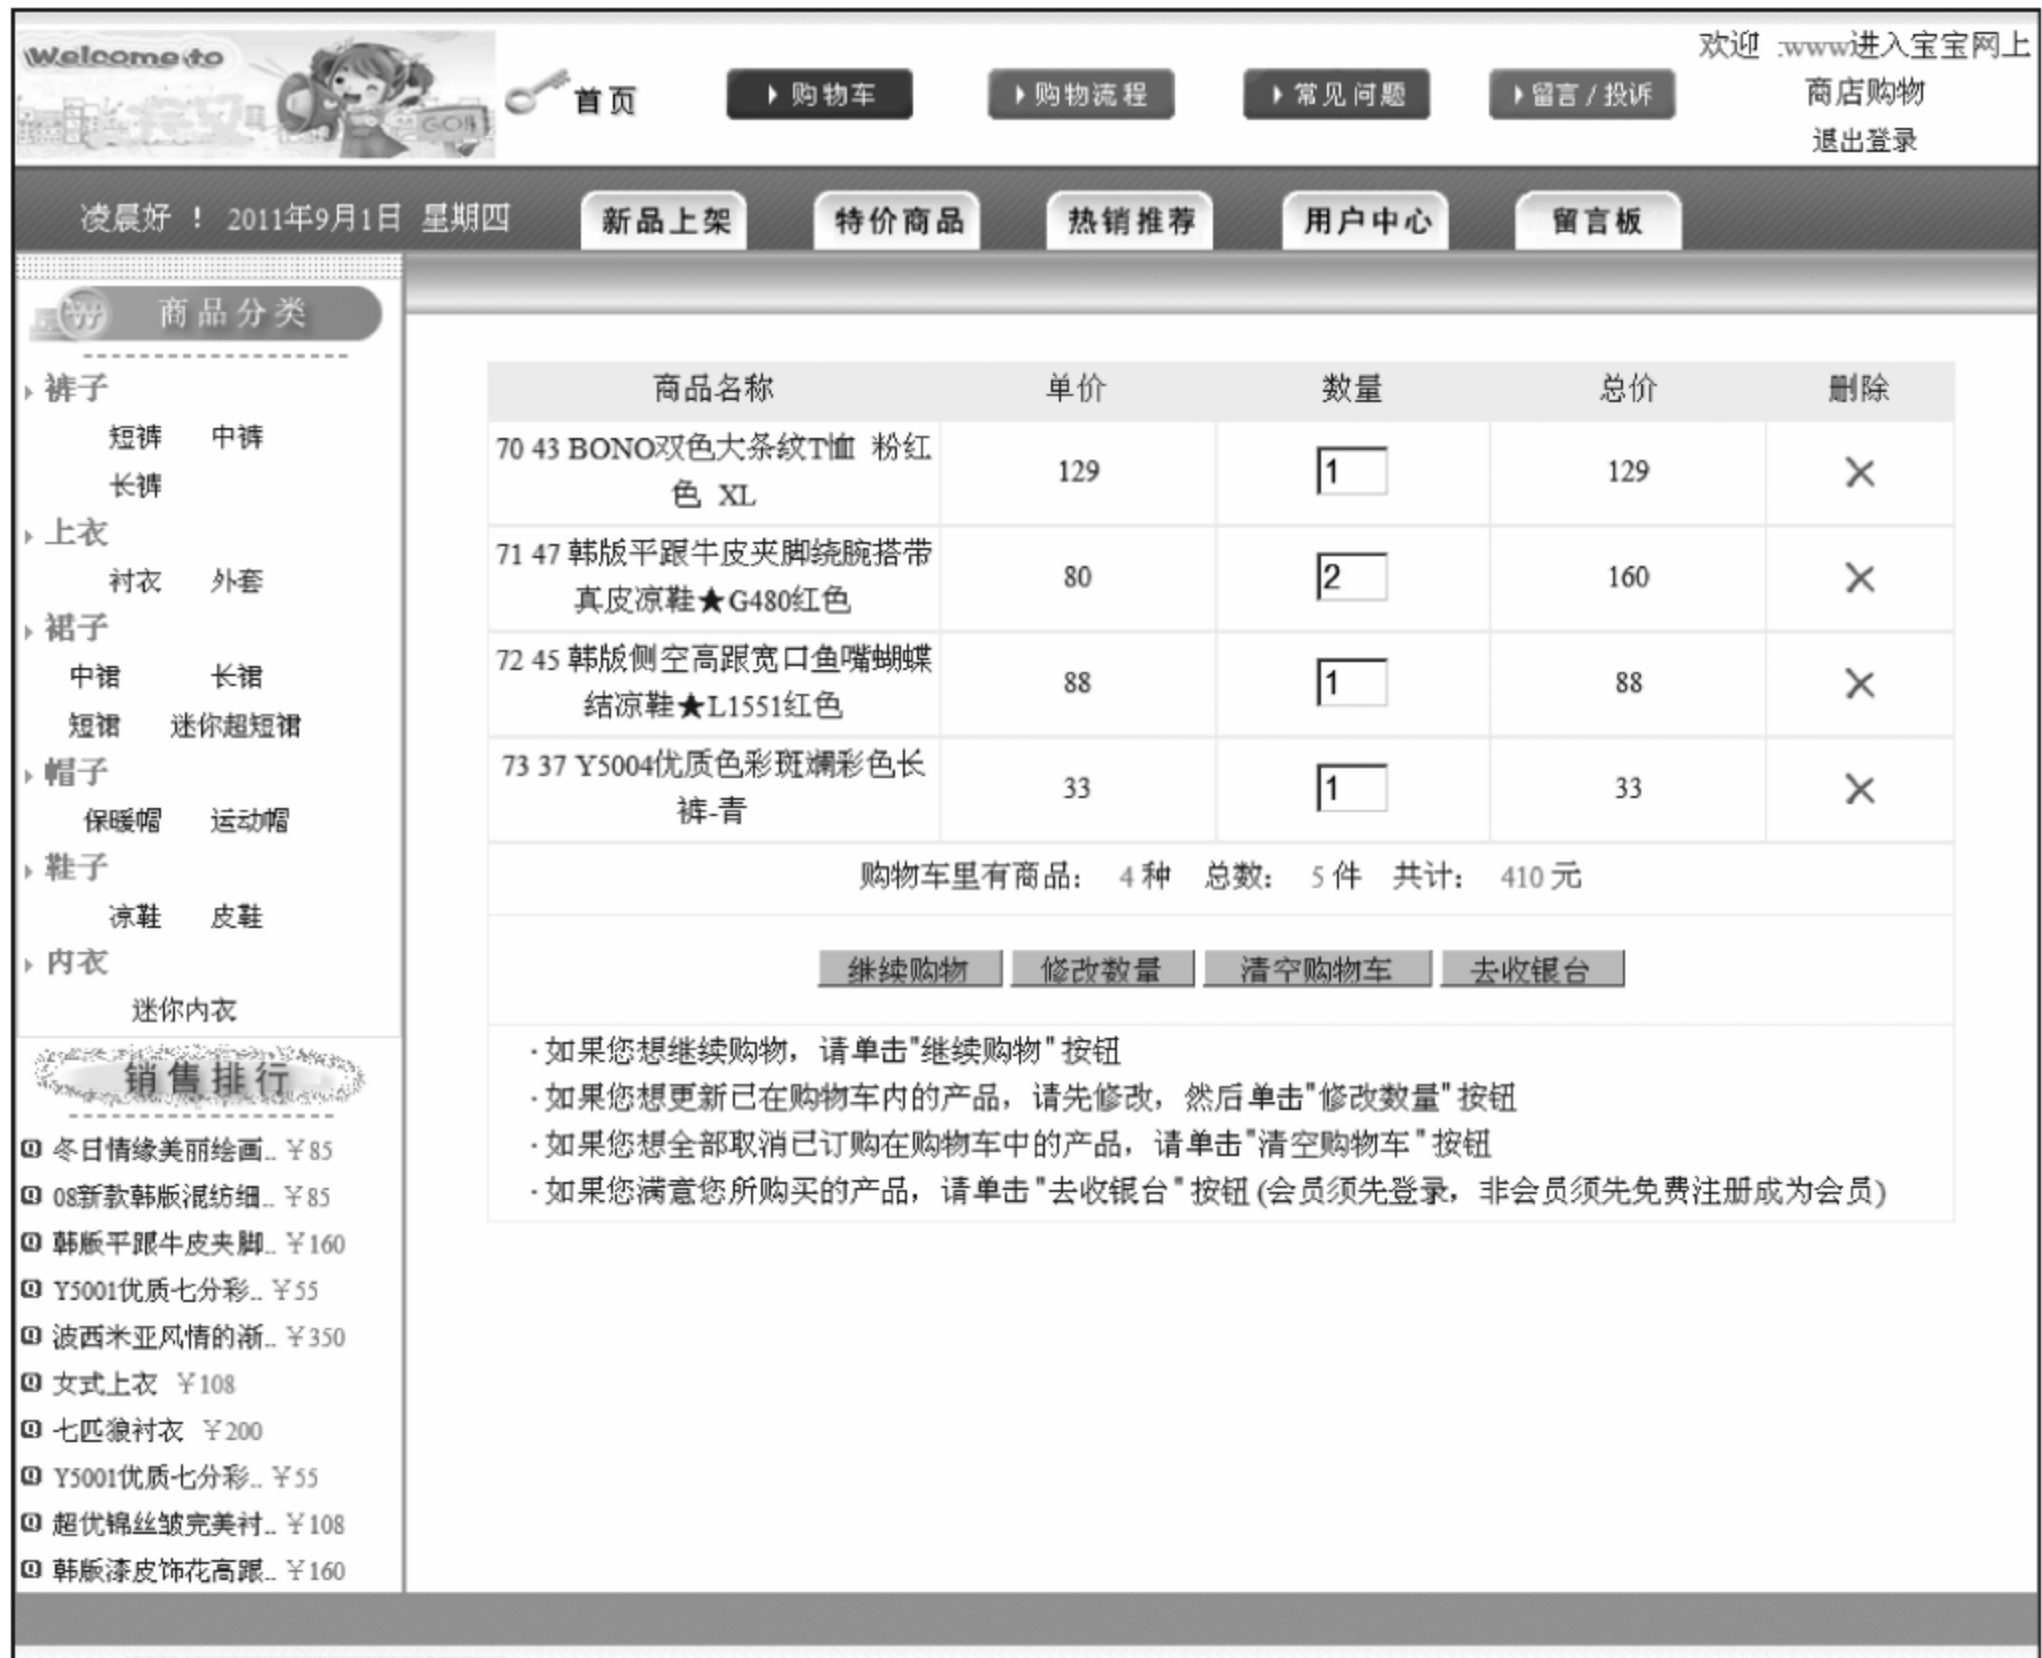 Welcome to
GO!!
首页
购物车
购物流程
常见问题
留言/投诉
欢迎 :www进入宝宝网上
商店购物
退出登录
凌晨好 ! 2011年9月1日 星期四
新品上架
特价商品
热销推荐
用户中心
留言板
商品分类
裤子
短裤 中裤
长裤
上衣
衬衣 外套
裙子
中裙 长裙
短裙 迷你超短裙
帽子
保暖帽 运动帽
鞋子
凉鞋 皮鞋
内衣
迷你内衣
销售排行
冬日情缘美丽绘画.. ¥85
08新款韩版混纺细.. ¥85
韩版平跟牛皮夹脚.. ¥160
Y5001优质七分彩.. ¥55
波西米亚风情的渐.. ¥350
女式上衣 ¥108
七匹狼衬衣 ¥200
Y5001优质七分彩.. ¥55
超优锦丝皱完美衬.. ¥108
韩版漆皮饰花高跟.. ¥160
商品名称 单价 数量 总价 删除
70 43 BONO双色大条纹T恤 粉红
色 XL
129 1 129
71 47 韩版平跟牛皮夹脚绕腕搭带
真皮凉鞋★G480红色
80 2 160
72 45 韩版侧空高跟宽口鱼嘴蝴蝶
结凉鞋★L1551红色
88 1 88
73 37 Y5004优质色彩斑斓彩色长
裤-青
33 1 33
购物车里有商品: 4种 总数: 5件 共计: 410元
继续购物 修改数量 清空购物车 去收银台
·如果您想继续购物，请单击"继续购物"按钮
·如果您想更新已在购物车内的产品，请先修改，然后单击"修改数量"按钮
·如果您想全部取消已订购在购物车中的产品，请单击"清空购物车"按钮
·如果您满意您所购买的产品，请单击"去收银台"按钮(会员须先登录，非会员须先免费注册成为会员)